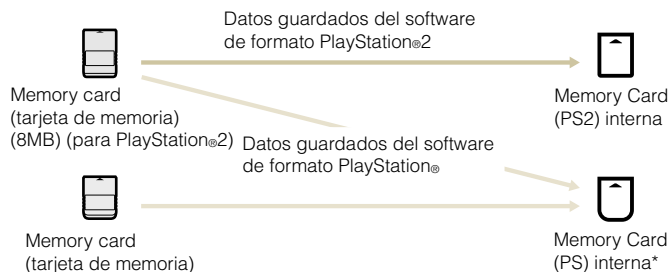 Datos guardados del software
de formato PlayStation®2
Memory card
(tarjeta de memoria)
(8MB) (para PlayStation®2)
Memory Card
(PS2) interna
Datos guardados del software
de formato PlayStation®
Memory card
(tarjeta de memoria)
Memory Card
(PS) interna*